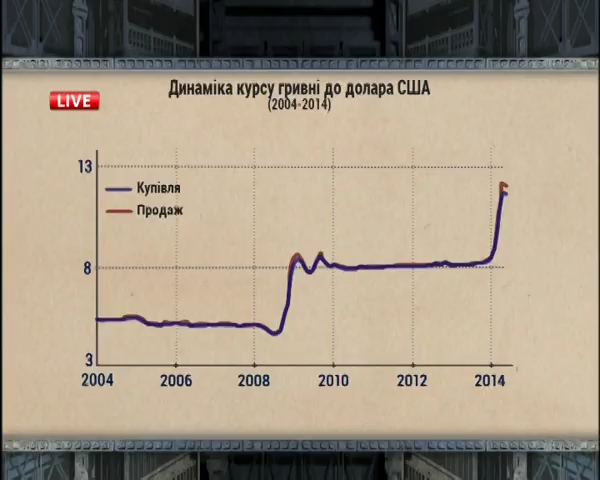 Динаміка курсу гривні до долара США
(2004-2014)
LIVE
13
Купівля
Продаж
8
3
2004 2006 2008 2010 2012 2014